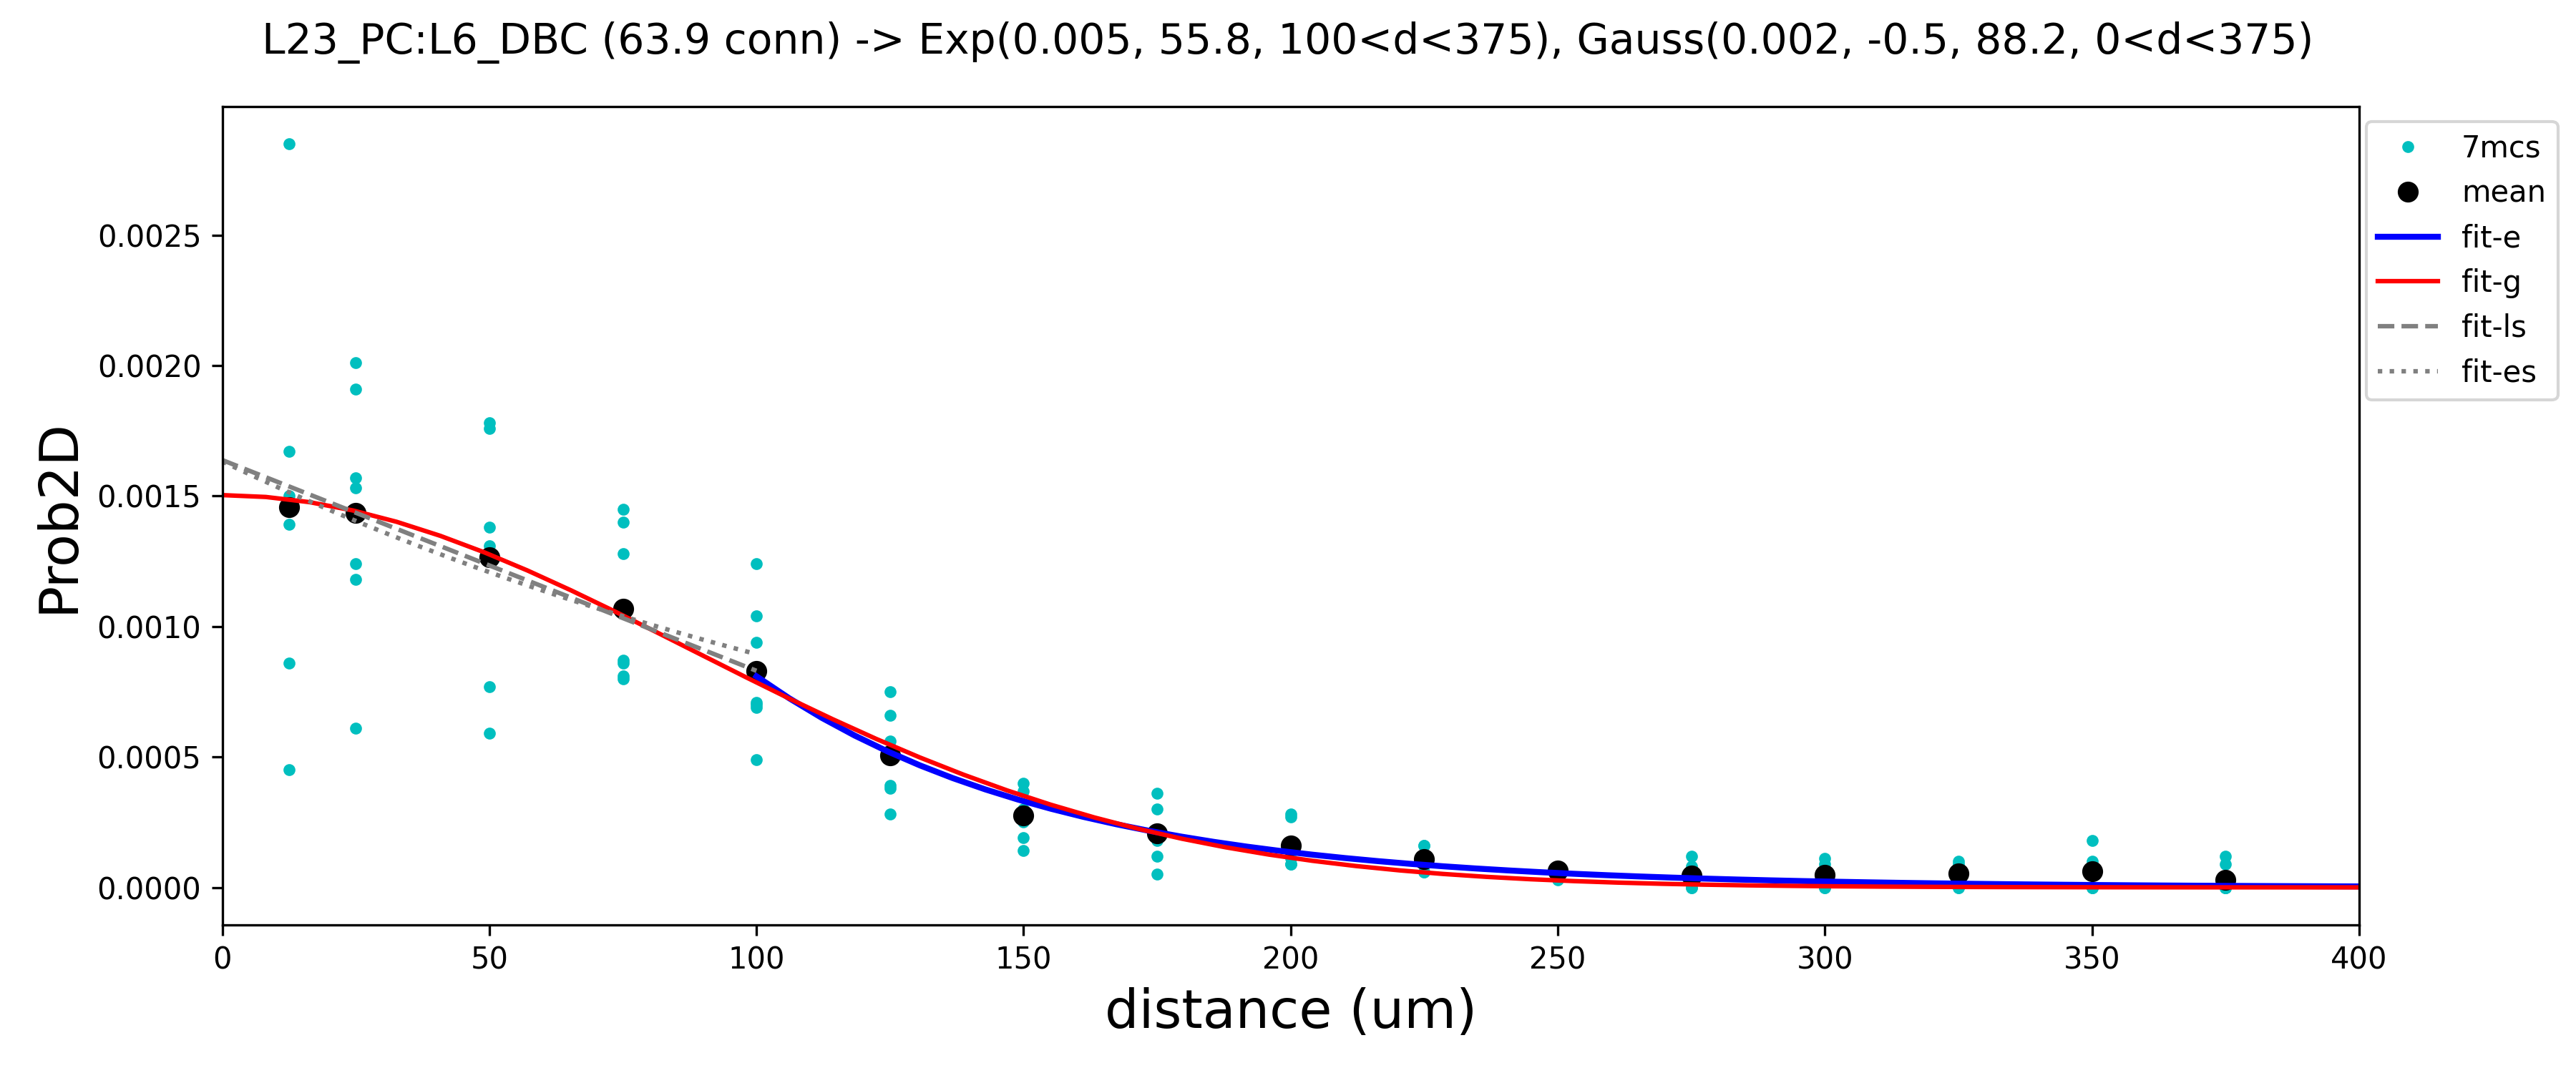 L23_PC:L6_DBC (63.9 conn) -> Exp(0.005, 55.8, 100<d<375), Gauss(0.002, -0.5, 88.2, 0<d<375)
7mcs
mean
fit-e
fit-g
fit-ls
fit-es
Prob2D
0.0025
0.0020
0.0015
0.0010
0.0005
0.0000
0 50 100 150 200 250 300 350 400
distance (um)